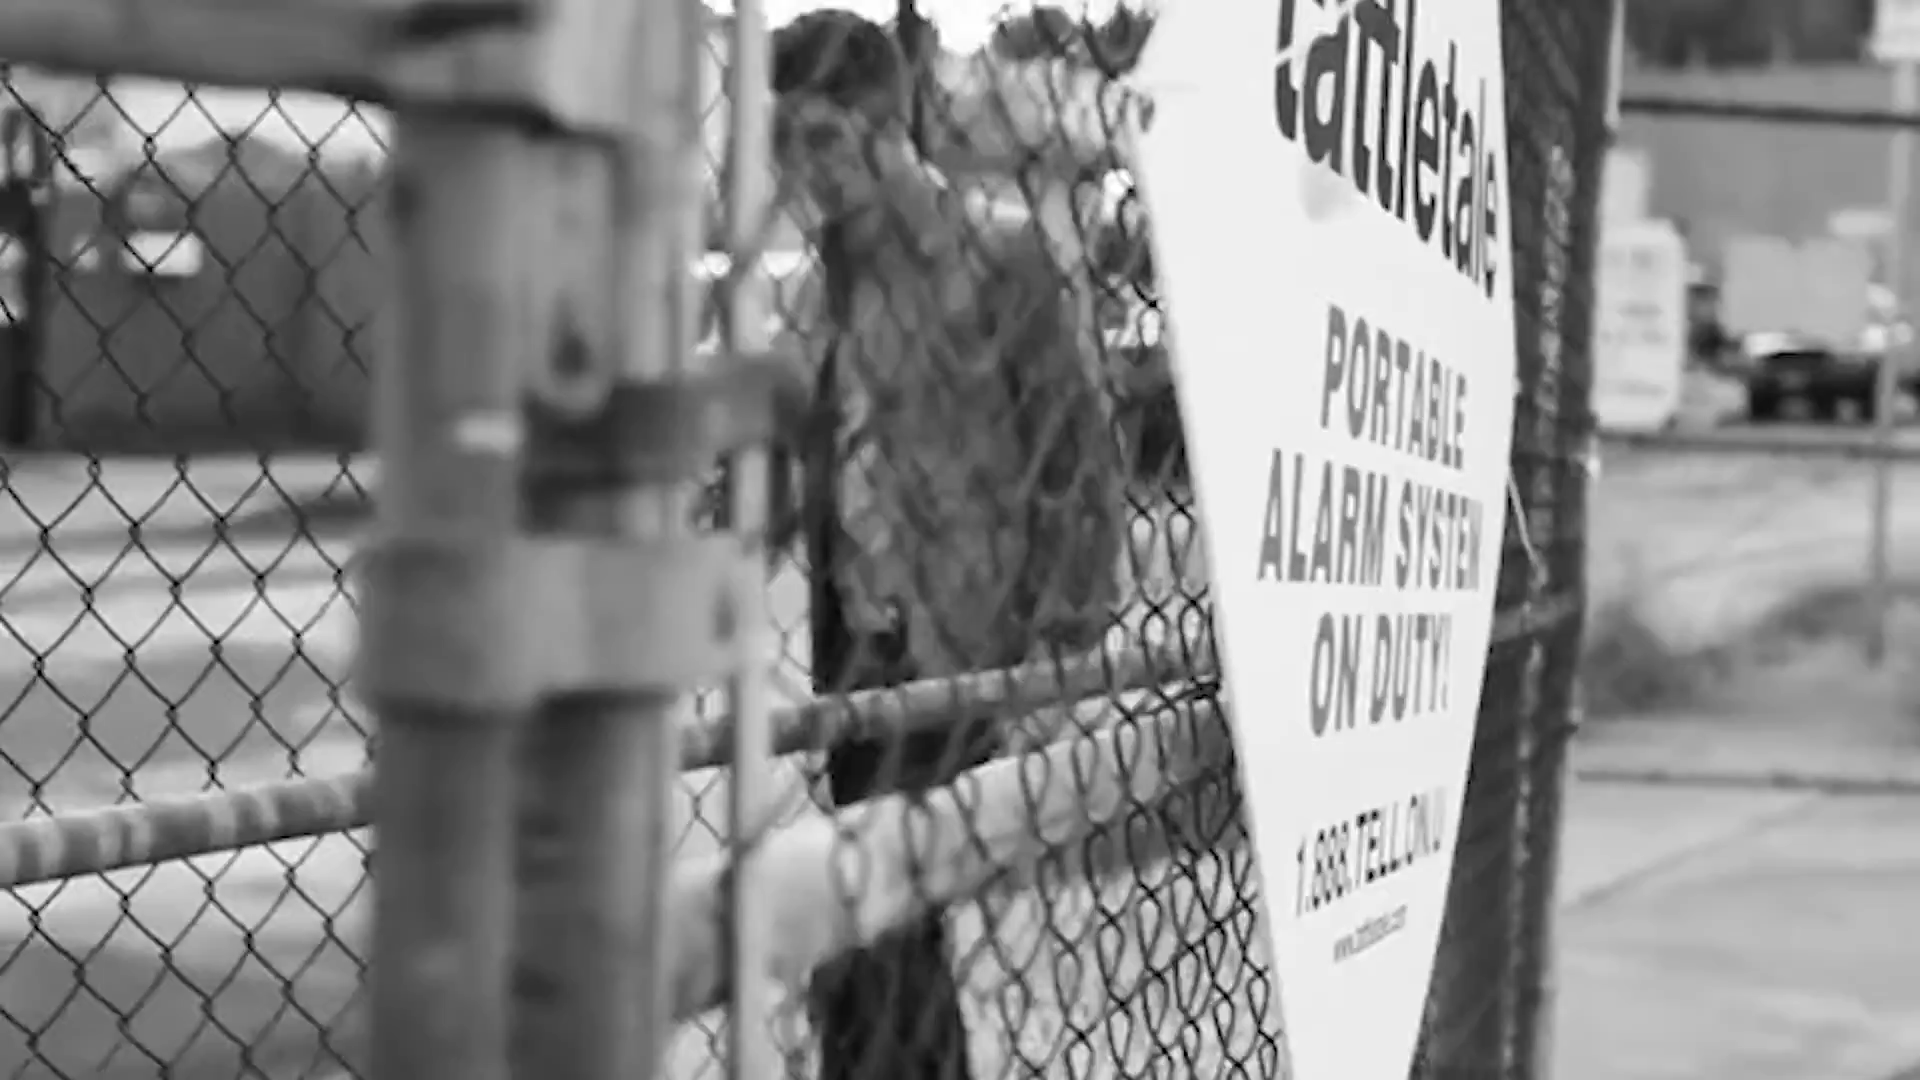 tattletale
PORTABLE
ALARM SYSTEM
ON DUTY!
1.888.TELL.ON.U